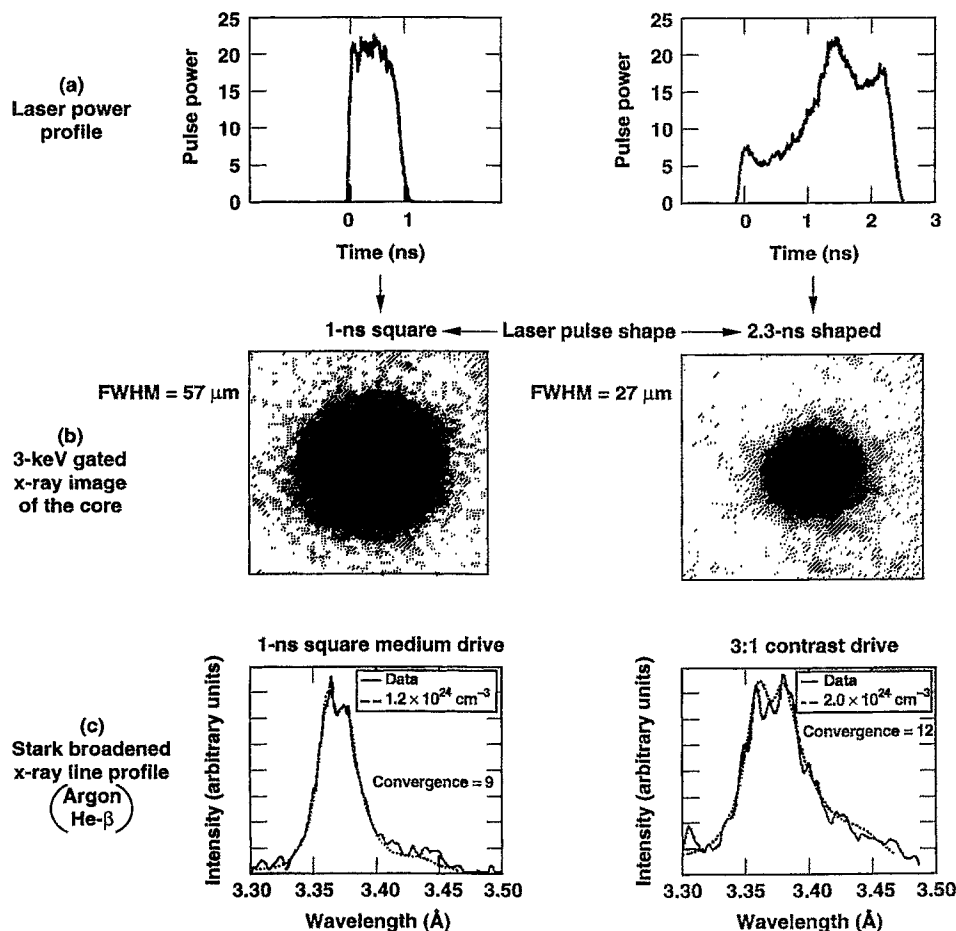 (a)
Laser power
profile
Pulse power
25
20
15
10
5
0
0 1
Time (ns)
Pulse power
25
20
15
10
5
0
0 1 2 3
Time (ns)
1-ns square
Laser pulse shape
2.3-ns shaped
(b)
3-keV gated
x-ray image
of the core
FWHM = 57 μm
FWHM = 27 μm
(c)
Stark broadened
x-ray line profile
(Argon
He-β)
1-ns square medium drive
Intensity (arbitrary units)
Data
1.2 × 10²⁴ cm⁻³
Convergence = 9
3.30 3.35 3.40 3.45 3.50
Wavelength (Å)
3:1 contrast drive
Intensity (arbitrary units)
Data
2.0 × 10²⁴ cm⁻³
Convergence = 12
3.30 3.35 3.40 3.45 3.50
Wavelength (Å)